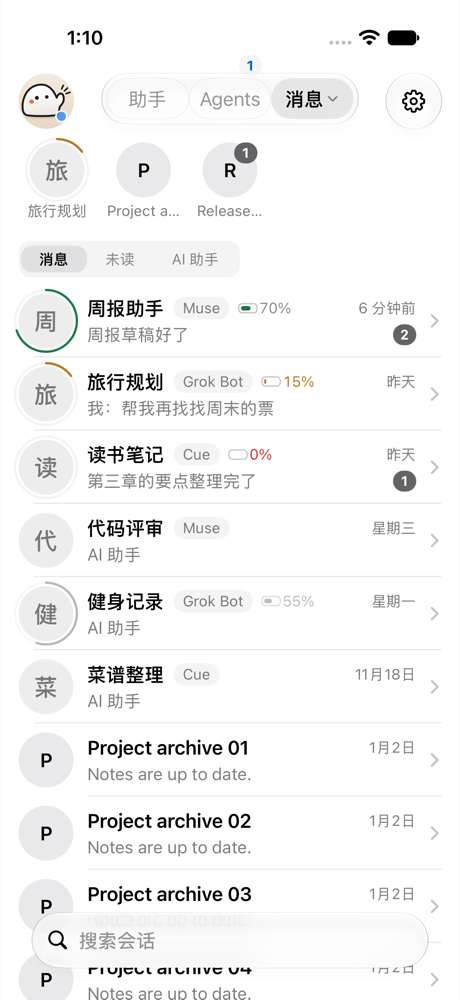 1:10
1
助手 Agents 消息
旅 P R 1
旅行规划 Project a... Release...
消息 未读 AI 助手
周 周报助手 Muse 70% 6 分钟前
周报草稿好了 2
旅 旅行规划 Grok Bot 15% 昨天
我：帮我再找找周末的票
读 读书笔记 Cue 0% 昨天
第三章的要点整理完了 1
代 代码评审 Muse 星期三
AI 助手
健 健身记录 Grok Bot 55% 星期一
AI 助手
菜 菜谱整理 Cue 11月18日
AI 助手
P Project archive 01 1月2日
Notes are up to date.
P Project archive 02 1月2日
Notes are up to date.
P Project archive 03 1月2日
搜索会话
P Project archive 04 1月2日